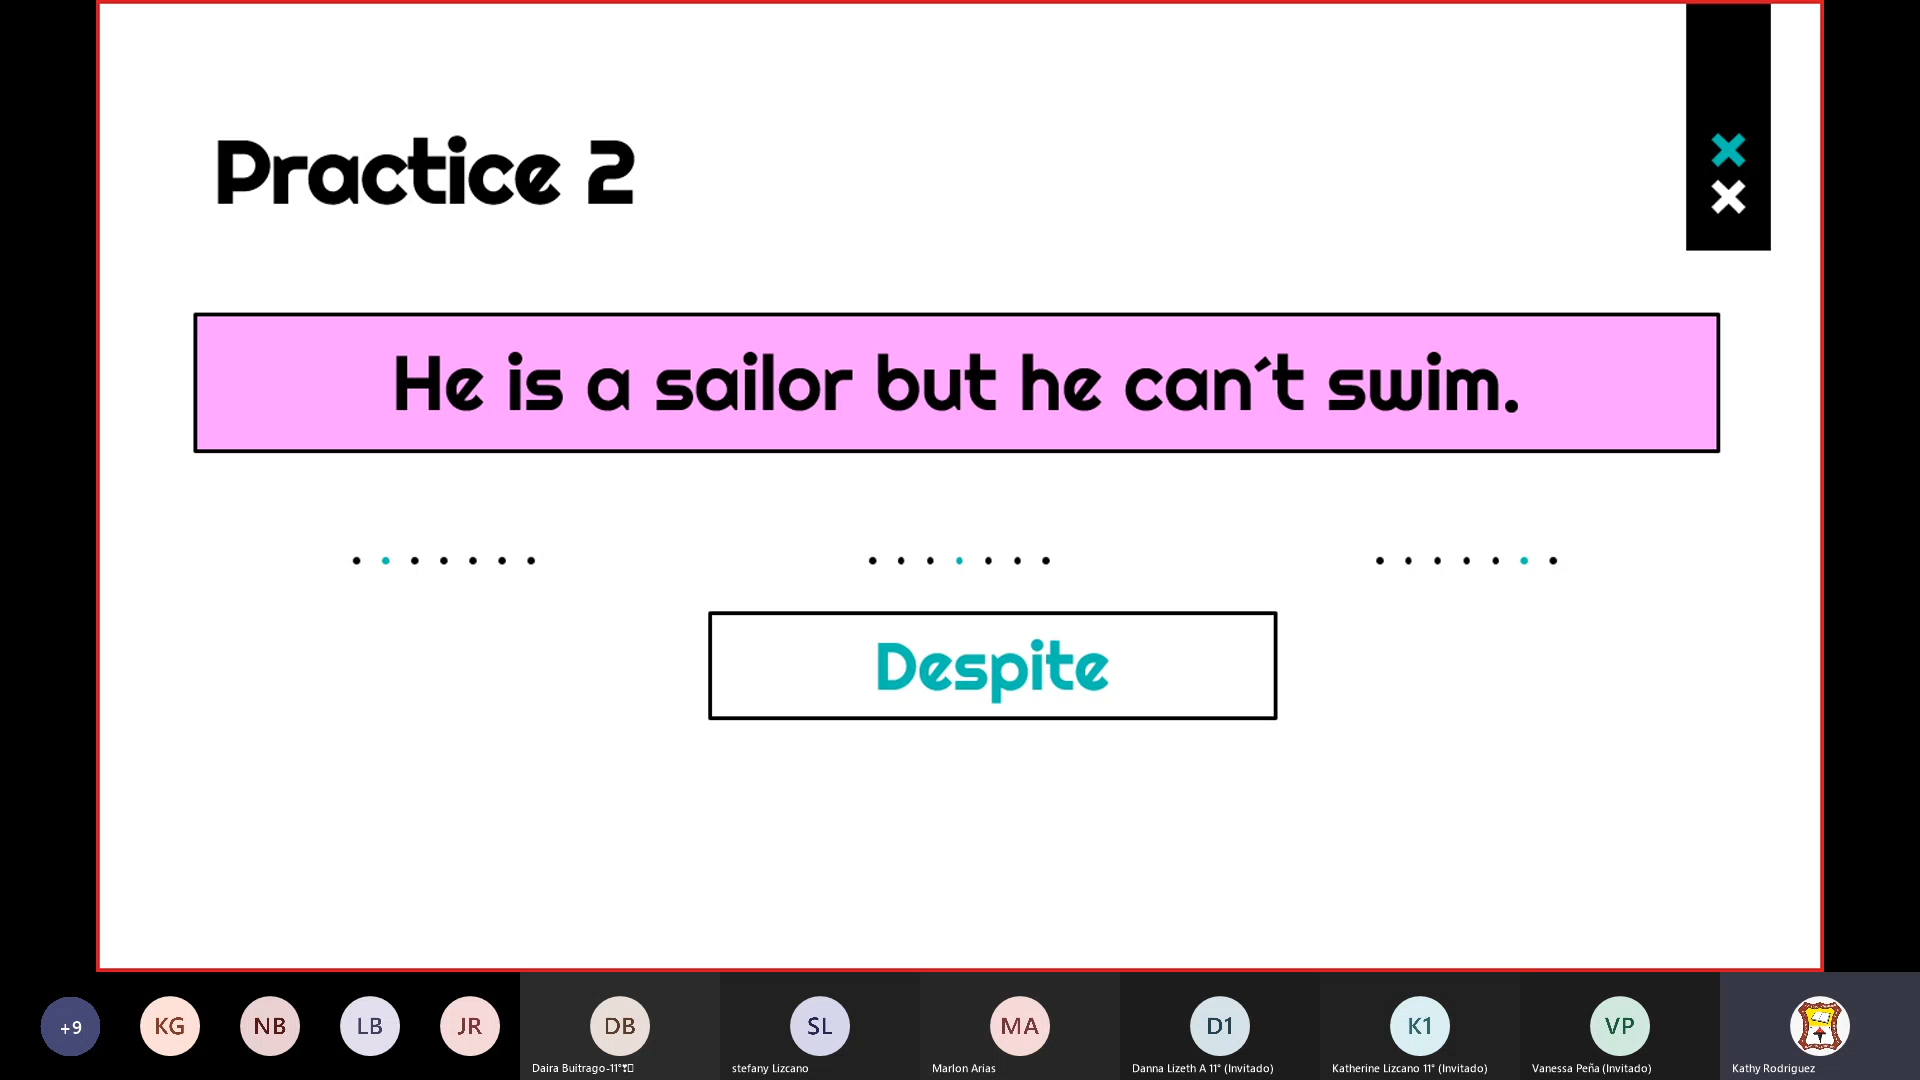 Practice 2
He is a sailor but he can´t swim.
Despite
+9
KG
NB
LB
JR
DB
SL
MA
D1
K1
VP
Daira Buitrago-11°
stefany Lizcano
Marlon Arias
Danna Lizeth A 11° (Invitado)
Katherine Lizcano 11° (Invitado)
Vanessa Peña (Invitado)
Kathy Rodriguez